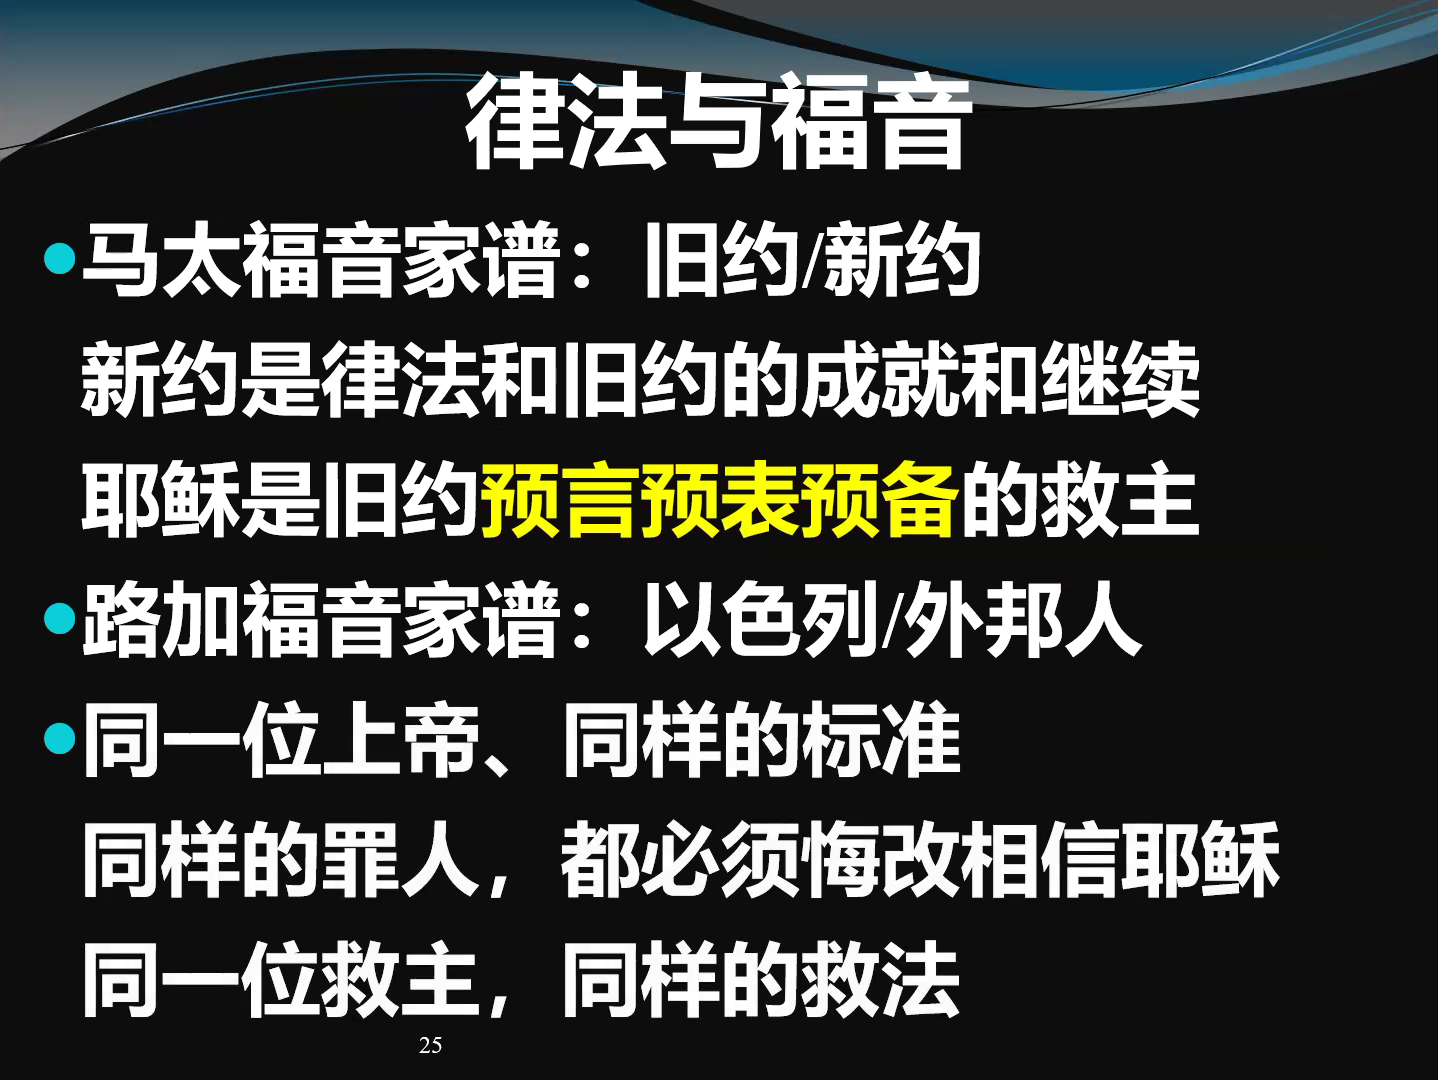 律法与福音
•马太福音家谱：旧约/新约
新约是律法和旧约的成就和继续
耶稣是旧约预言预表预备的救主
•路加福音家谱：以色列/外邦人
•同一位上帝、同样的标准
同样的罪人，都必须悔改相信耶稣
同一位救主，同样的救法
25